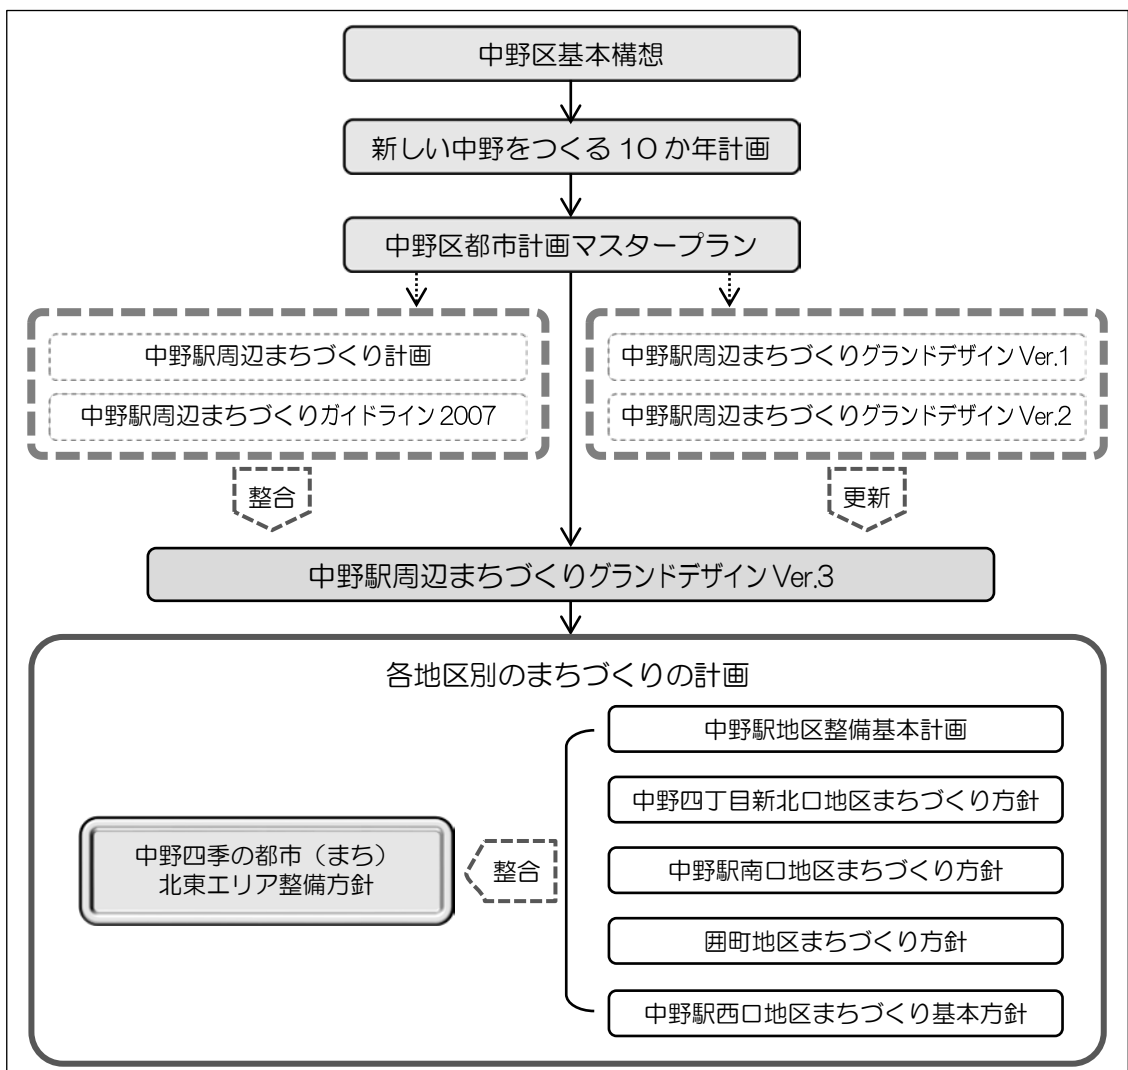 中野区基本構想
新しい中野をつくる10か年計画
中野区都市計画マスタープラン
中野駅周辺まちづくり計画
中野駅周辺まちづくりガイドライン2007
中野駅周辺まちづくりグランドデザインVer.1
中野駅周辺まちづくりグランドデザインVer.2
整合
更新
中野駅周辺まちづくりグランドデザインVer.3
各地区別のまちづくりの計画
中野四季の都市（まち）
北東エリア整備方針
整合
中野駅地区整備基本計画
中野四丁目新北口地区まちづくり方針
中野駅南口地区まちづくり方針
囲町地区まちづくり方針
中野駅西口地区まちづくり基本方針